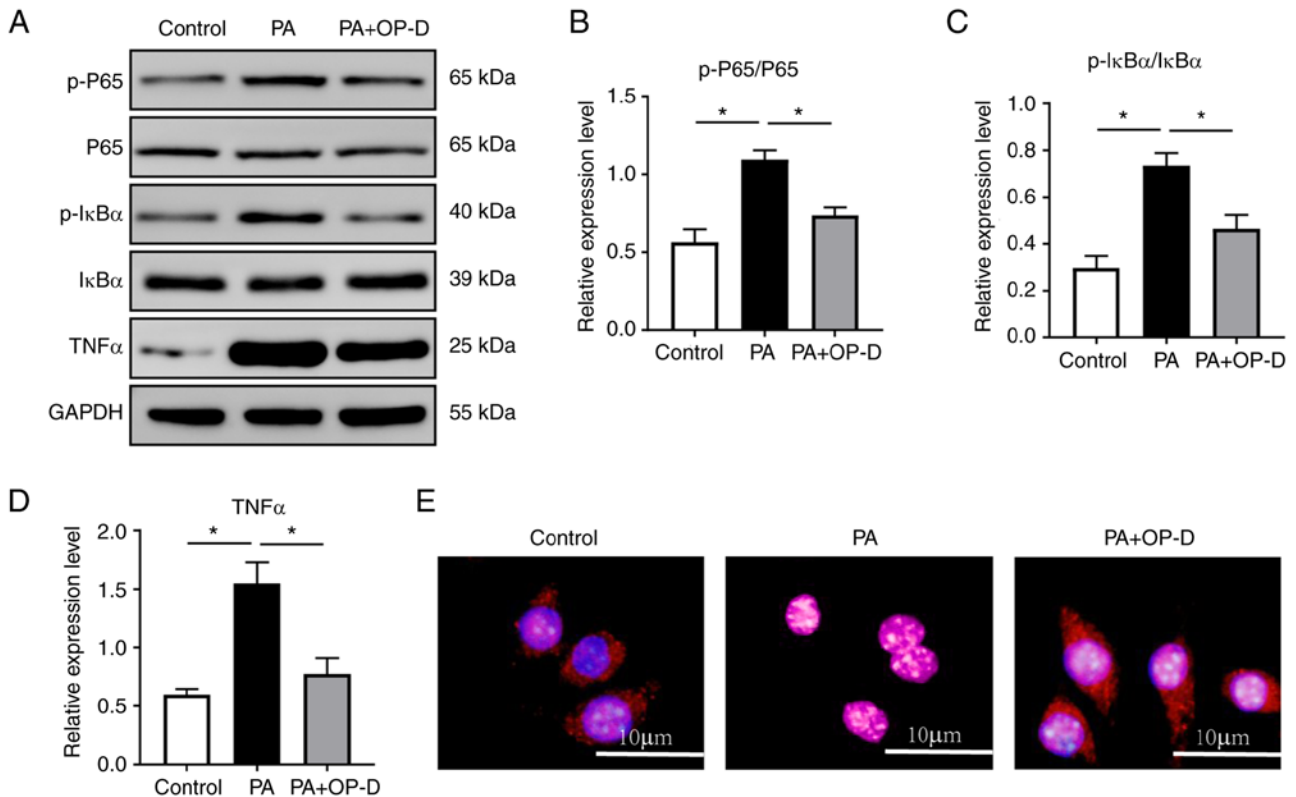 A
Control PA PA+OP-D
p-P65 65 kDa
P65 65 kDa
p-IκBα 40 kDa
IκBα 39 kDa
TNFα 25 kDa
GAPDH 55 kDa
B
p-P65/P65
Relative expression level
1.5
1.0
0.5
0.0
* *
Control PA PA+OP-D
C
p-IκBα/IκBα
Relative expression level
1.0
0.8
0.6
0.4
0.2
0.0
* *
Control PA PA+OP-D
D
TNFα
Relative expression level
2.0
1.5
1.0
0.5
0.0
* *
Control PA PA+OP-D
E
Control PA PA+OP-D
10μm 10μm 10μm